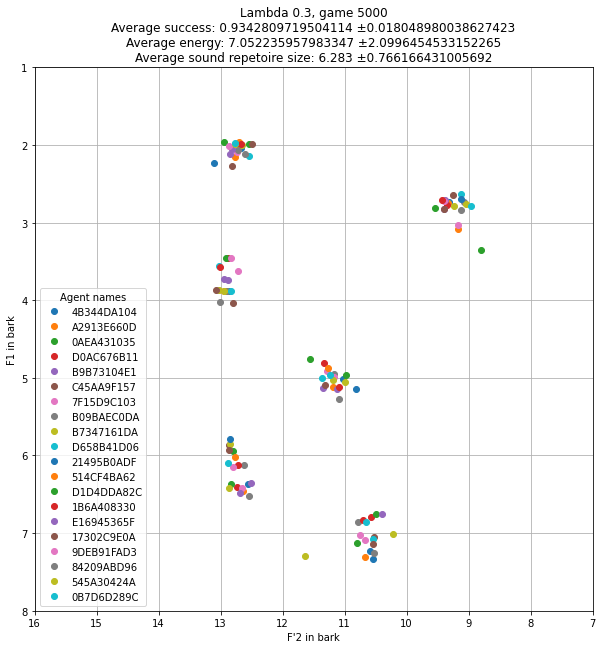 Lambda 0.3, game 5000
Average success: 0.9342809719504114 ±0.018048980038627423
Average energy: 7.052235957983347 ±2.0996454533152265
Average sound repetoire size: 6.283 ±0.766166431005692
1
2
3
4
5
6
7
8
F1 in bark
Agent names
4B344DA104
A2913E660D
0AEA431035
D0AC676B11
B9B73104E1
C45AA9F157
7F15D9C103
B09BAEC0DA
B7347161DA
D658B41D06
21495B0ADF
514CF4BA62
D1D4DDA82C
1B6A408330
E16945365F
17302C9E0A
9DEB91FAD3
84209ABD96
545A30424A
0B7D6D289C
16 15 14 13 12 11 10 9 8 7
F'2 in bark